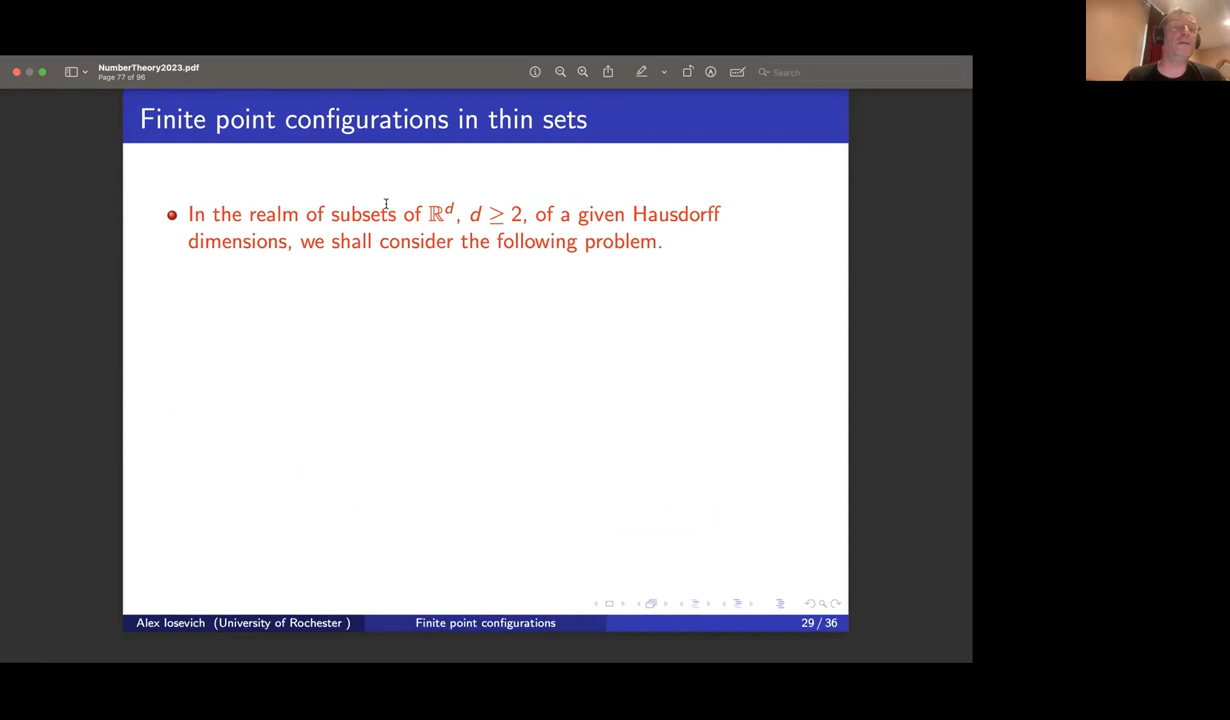 NumberTheory2023.pdf
Page 77 of 96
Search
Finite point configurations in thin sets
In the realm of subsets of ℝᵈ, d ≥ 2, of a given Hausdorff
dimensions, we shall consider the following problem.
Alex Iosevich (University of Rochester ) Finite point configurations 29 / 36